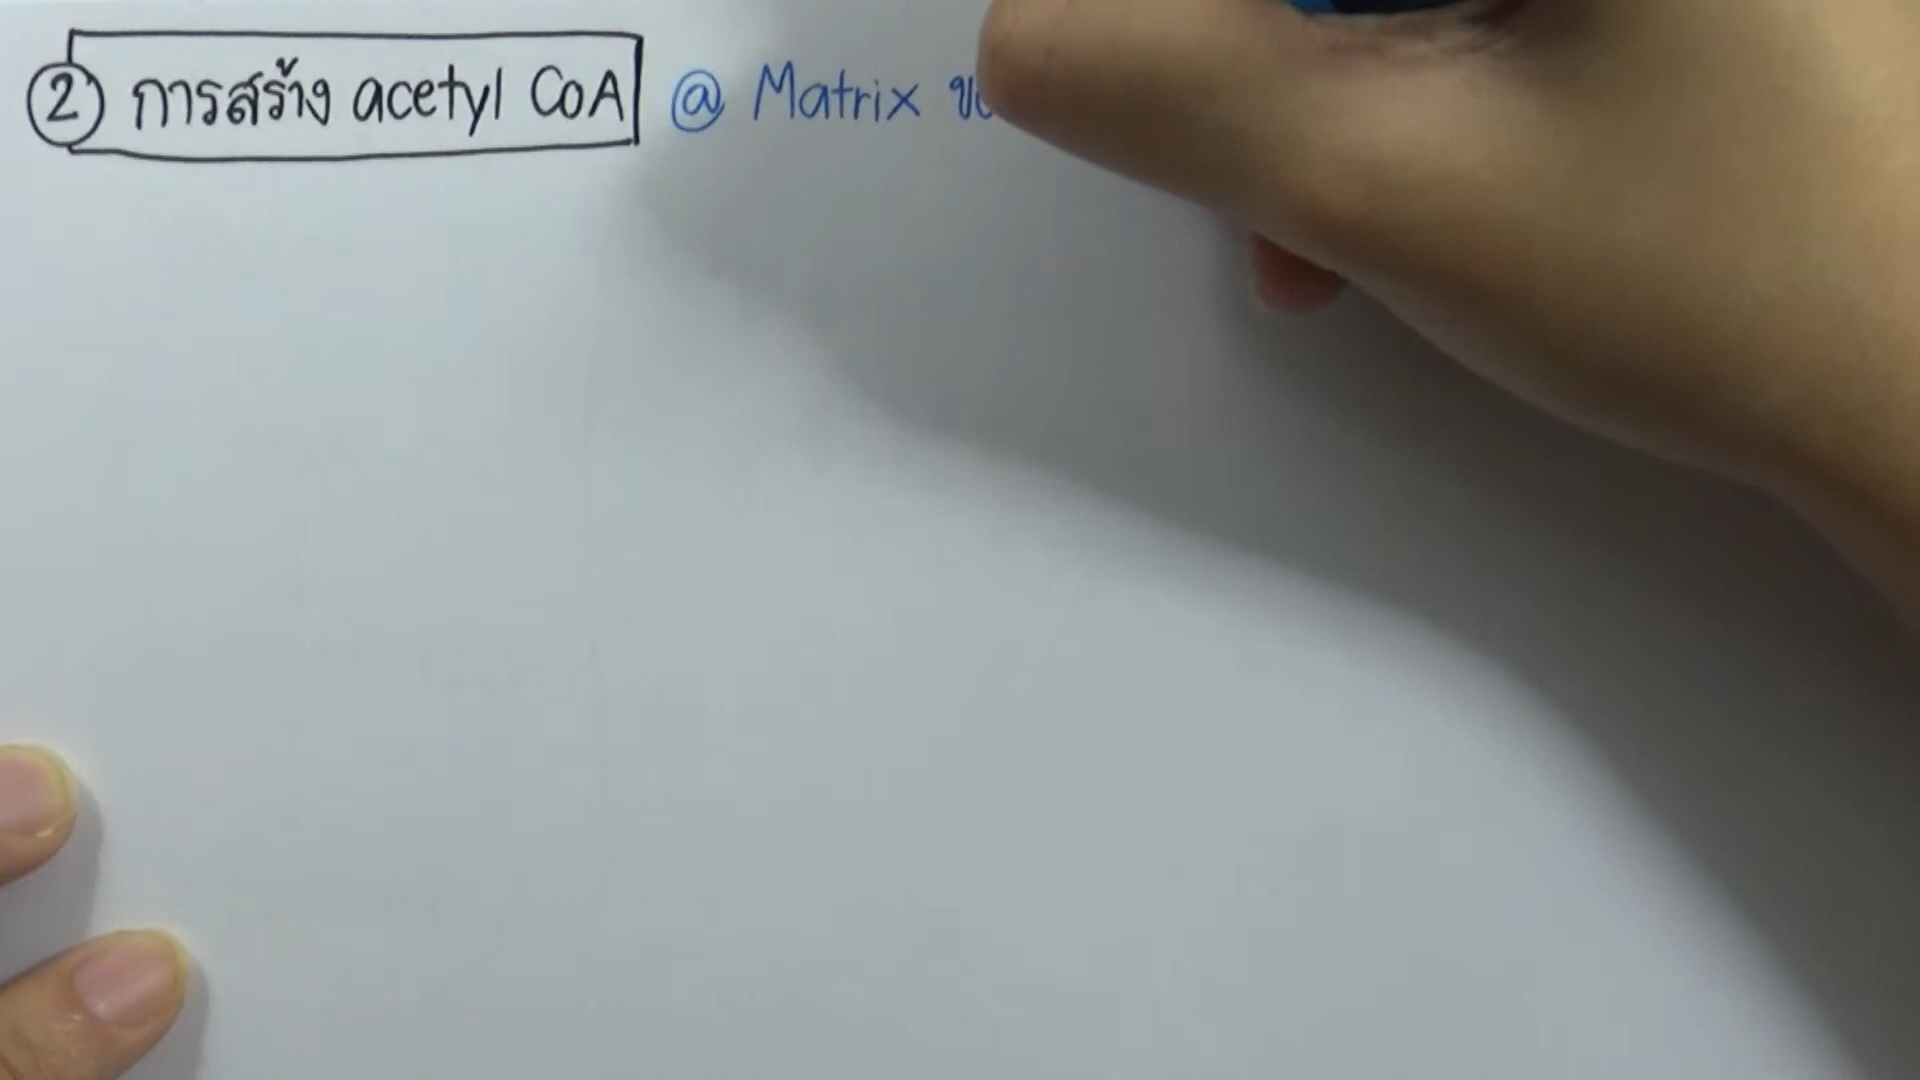 ② การสร้าง acetyl CoA @ Matrix